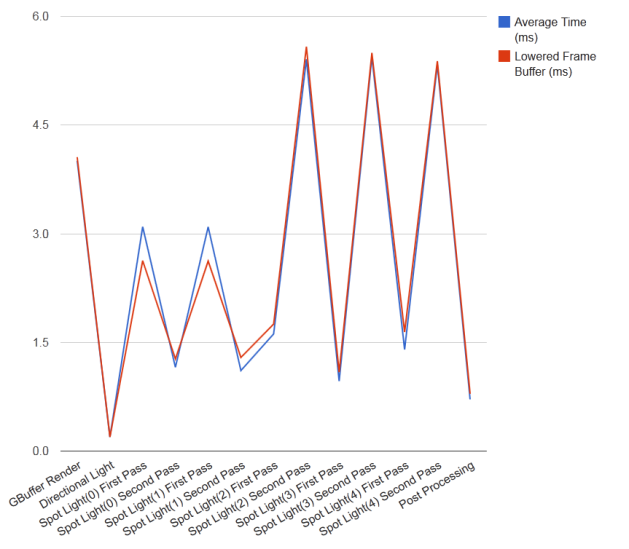 6.0
4.5
3.0
1.5
0.0
Average Time
(ms)
Lowered Frame
Buffer (ms)
GBuffer Render
Directional Light
Spot Light(0) First Pass
Spot Light(0) Second Pass
Spot Light(1) First Pass
Spot Light(1) Second Pass
Spot Light(2) First Pass
Spot Light(2) Second Pass
Spot Light(3) First Pass
Spot Light(3) Second Pass
Spot Light(4) First Pass
Spot Light(4) Second Pass
Post Processing